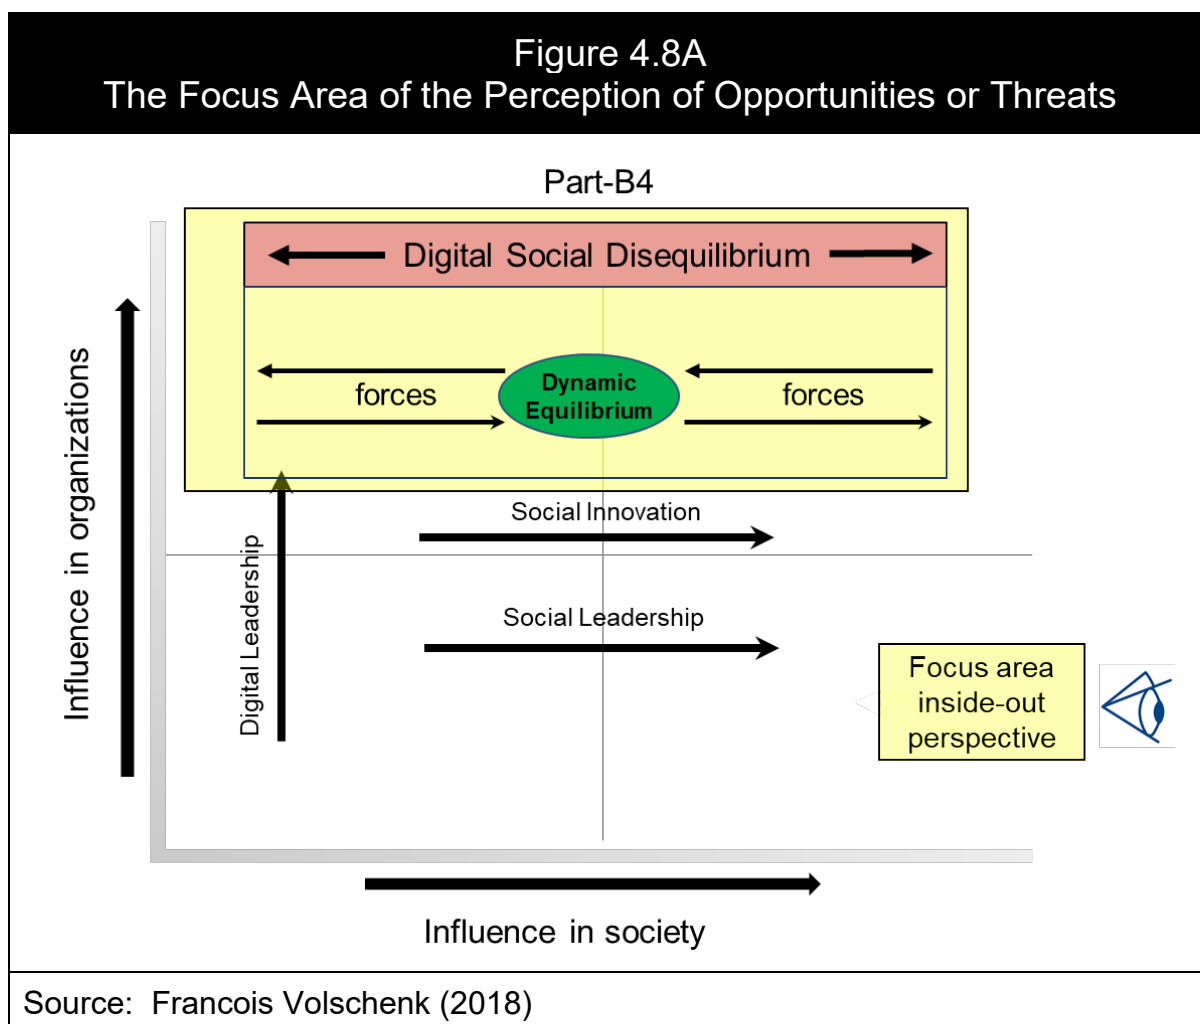 Figure 4.8A
The Focus Area of the Perception of Opportunities or Threats
Part-B4
Digital Social Disequilibrium
forces
Dynamic
Equilibrium
forces
Social Innovation
Social Leadership
Digital Leadership
Influence in organizations
Focus area
inside-out
perspective
Influence in society
Source: Francois Volschenk (2018)